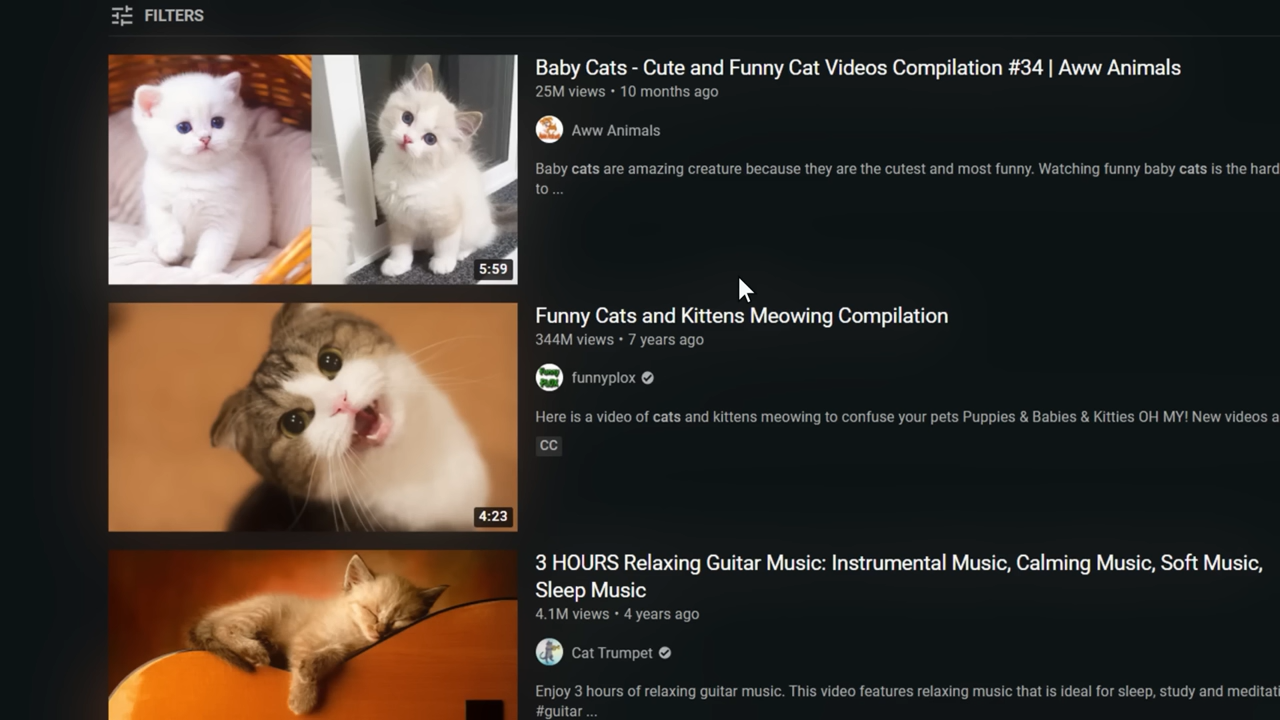 FILTERS
Baby Cats - Cute and Funny Cat Videos Compilation #34 | Aww Animals
25M views • 10 months ago
Aww Animals
Baby cats are amazing creature because they are the cutest and most funny. Watching funny baby cats is the hard
to ...
5:59
Funny Cats and Kittens Meowing Compilation
344M views • 7 years ago
funnyplox
Here is a video of cats and kittens meowing to confuse your pets Puppies & Babies & Kitties OH MY! New videos a
CC
4:23
3 HOURS Relaxing Guitar Music: Instrumental Music, Calming Music, Soft Music,
Sleep Music
4.1M views • 4 years ago
Cat Trumpet
Enjoy 3 hours of relaxing guitar music. This video features relaxing music that is ideal for sleep, study and meditati
#guitar ...